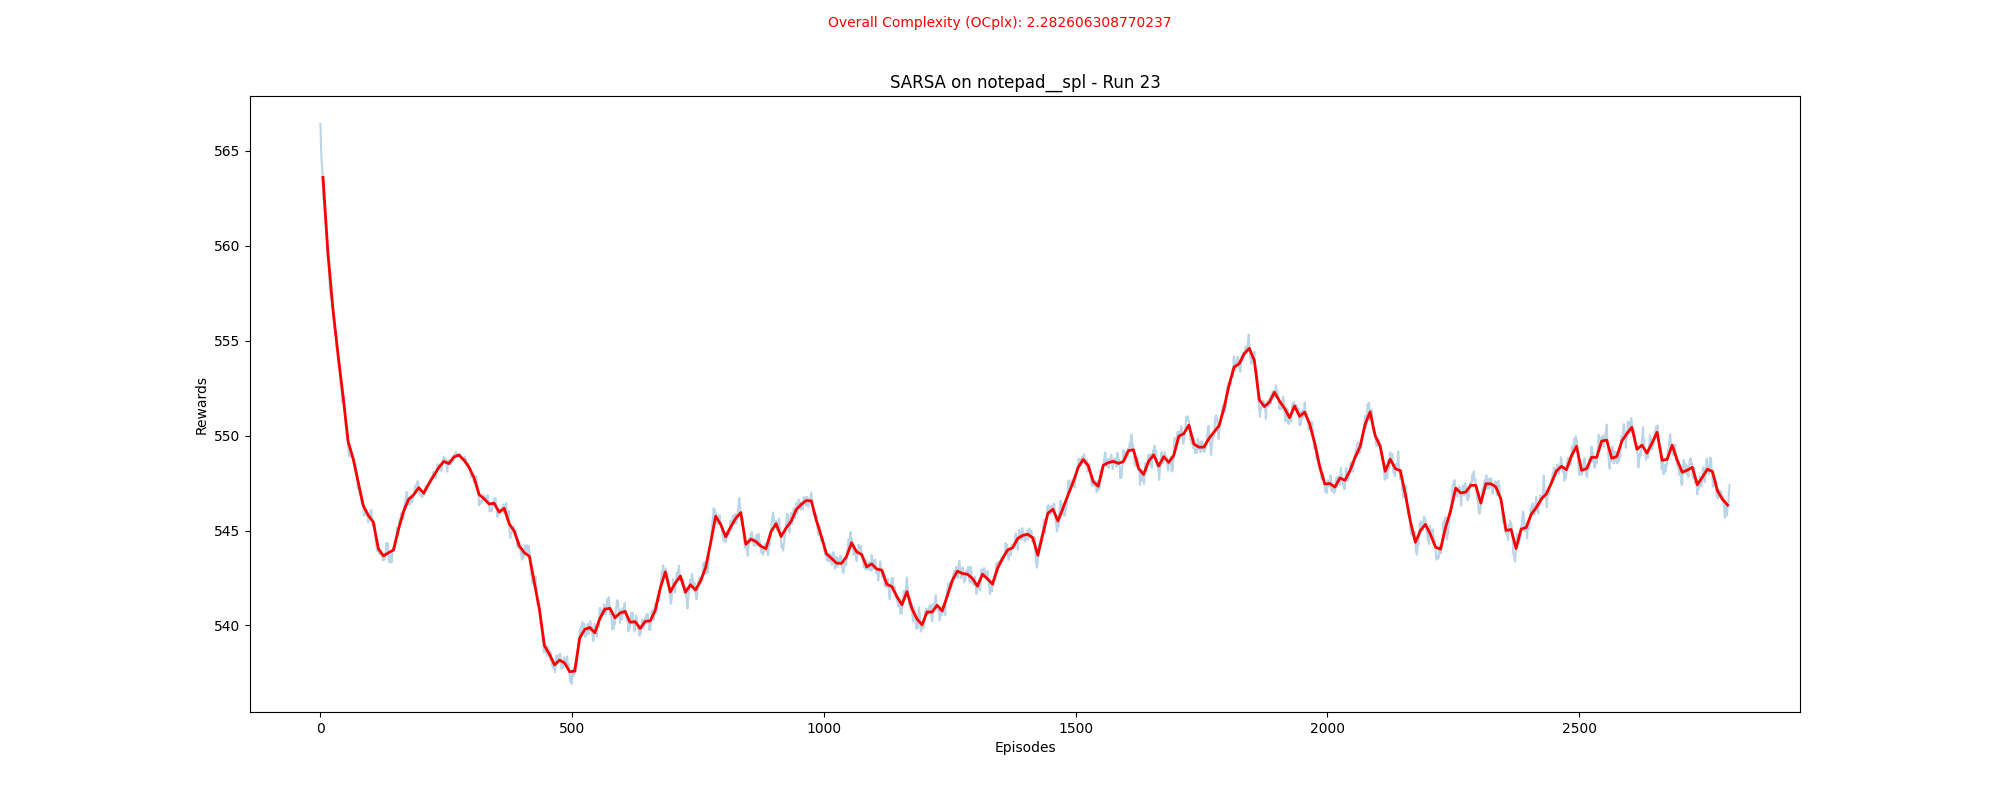 Overall Complexity (OCplx): 2.282606308770237
SARSA on notepad__spl - Run 23
565
560
555
550
545
540
Rewards
0 500 1000 1500 2000 2500
Episodes